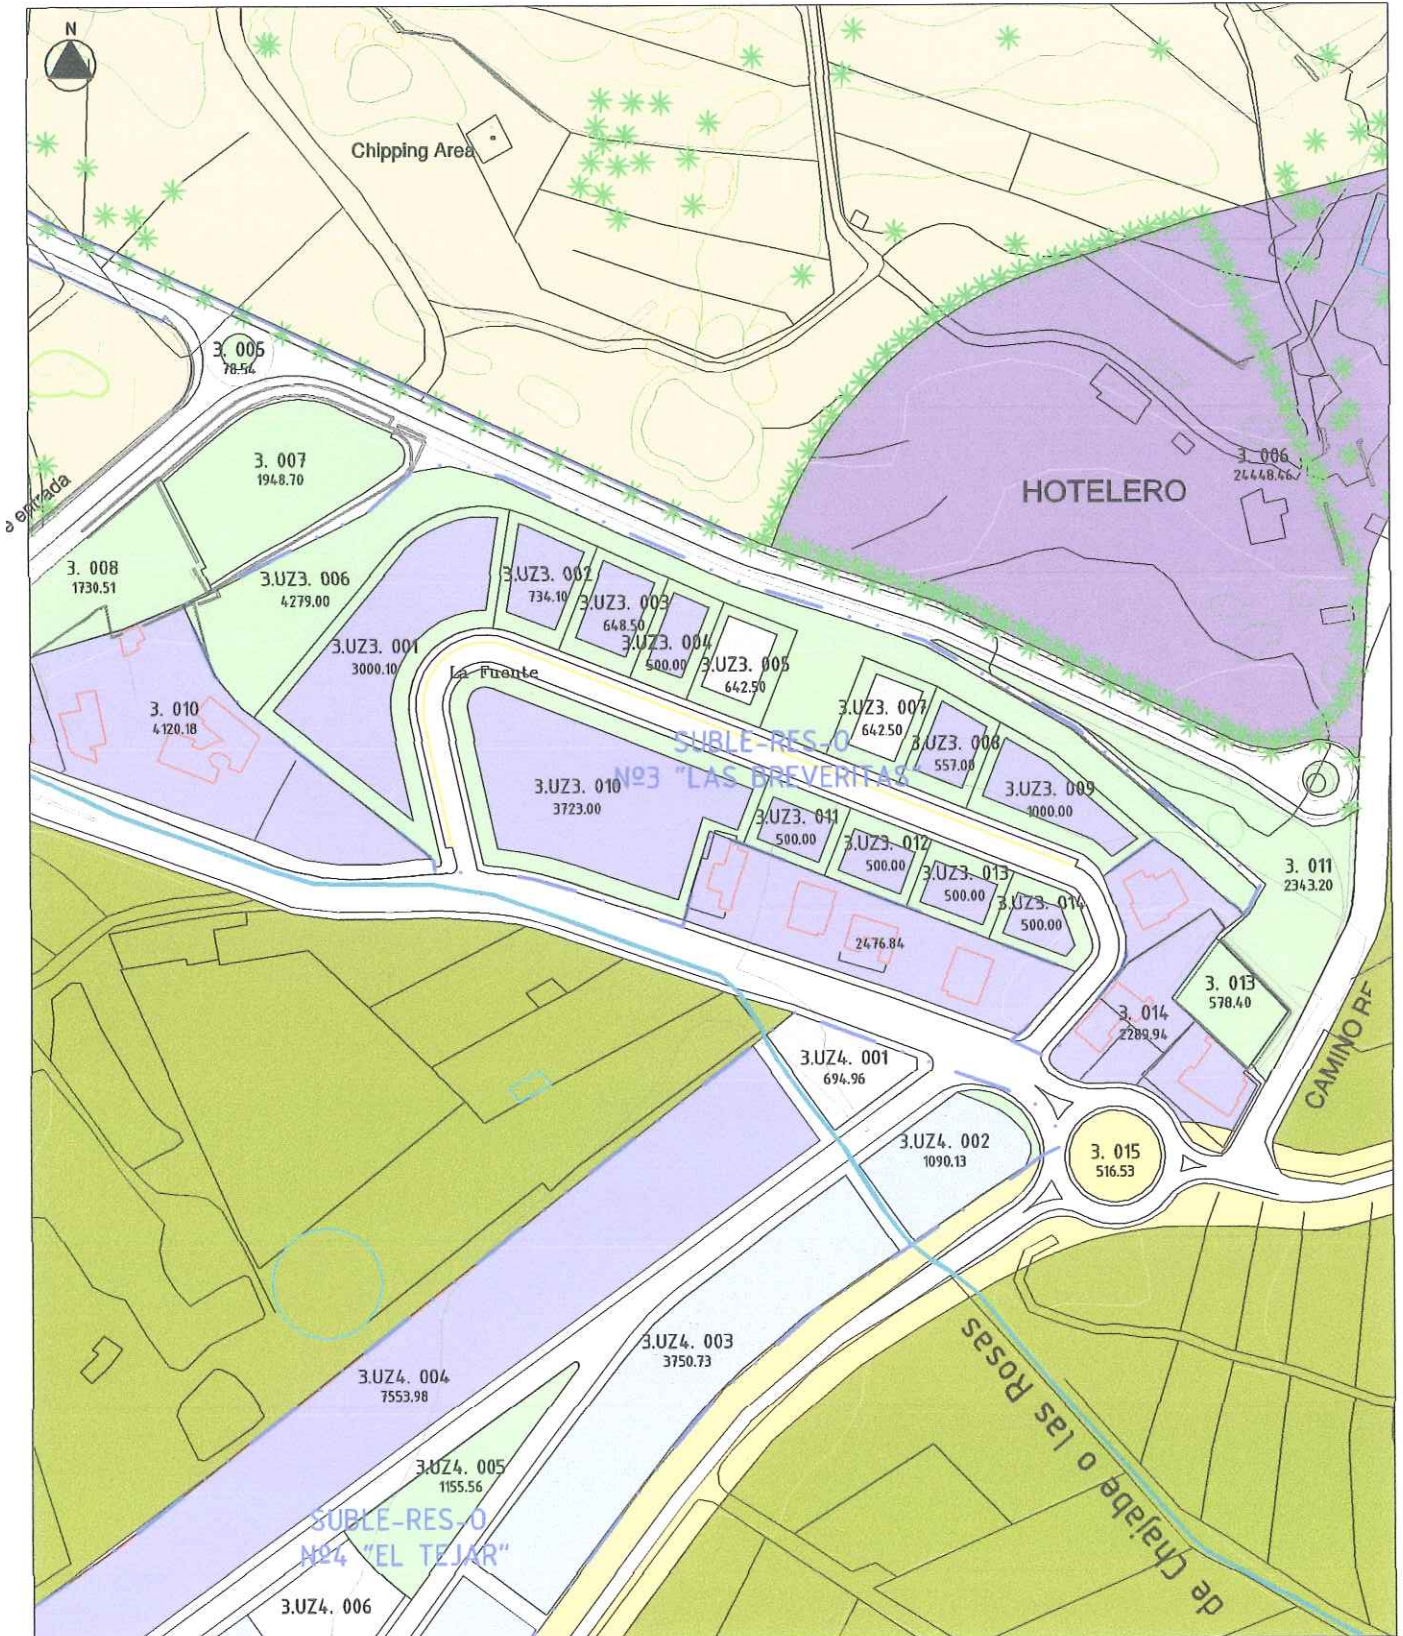 N
Chipping Area
3. 005
78.54
3. 007
1948.70
3. 006
24448.46
HOTELERO
entrada
3. 008
1730.51
3.UZ3. 006
4279.00
3.UZ3. 002
734.10
3.UZ3. 003
648.50
3.UZ3. 001
3000.10
3.UZ3. 004
500.00
3.UZ3. 005
642.50
La Fuente
3. 010
4120.18
3.UZ3. 007
642.50
3.UZ3. 008
557.00
SUBLE-RES-O
Nº3 "LAS BREVERITAS"
3.UZ3. 010
3723.00
3.UZ3. 009
1000.00
3.UZ3. 011
500.00
3.UZ3. 012
500.00
3.UZ3. 013
500.00
3.UZ3. 014
500.00
3. 011
2343.20
2476.84
3. 013
578.40
3. 014
2289.94
CAMINO RE
3.UZ4. 001
694.96
3.UZ4. 002
1090.13
3. 015
516.53
3.UZ4. 003
3750.73
3.UZ4. 004
7553.98
de Chajabe o las Rosas
3.UZ4. 005
1155.56
SUBLE-RES-O
Nº4 "EL TEJAR"
3.UZ4. 006